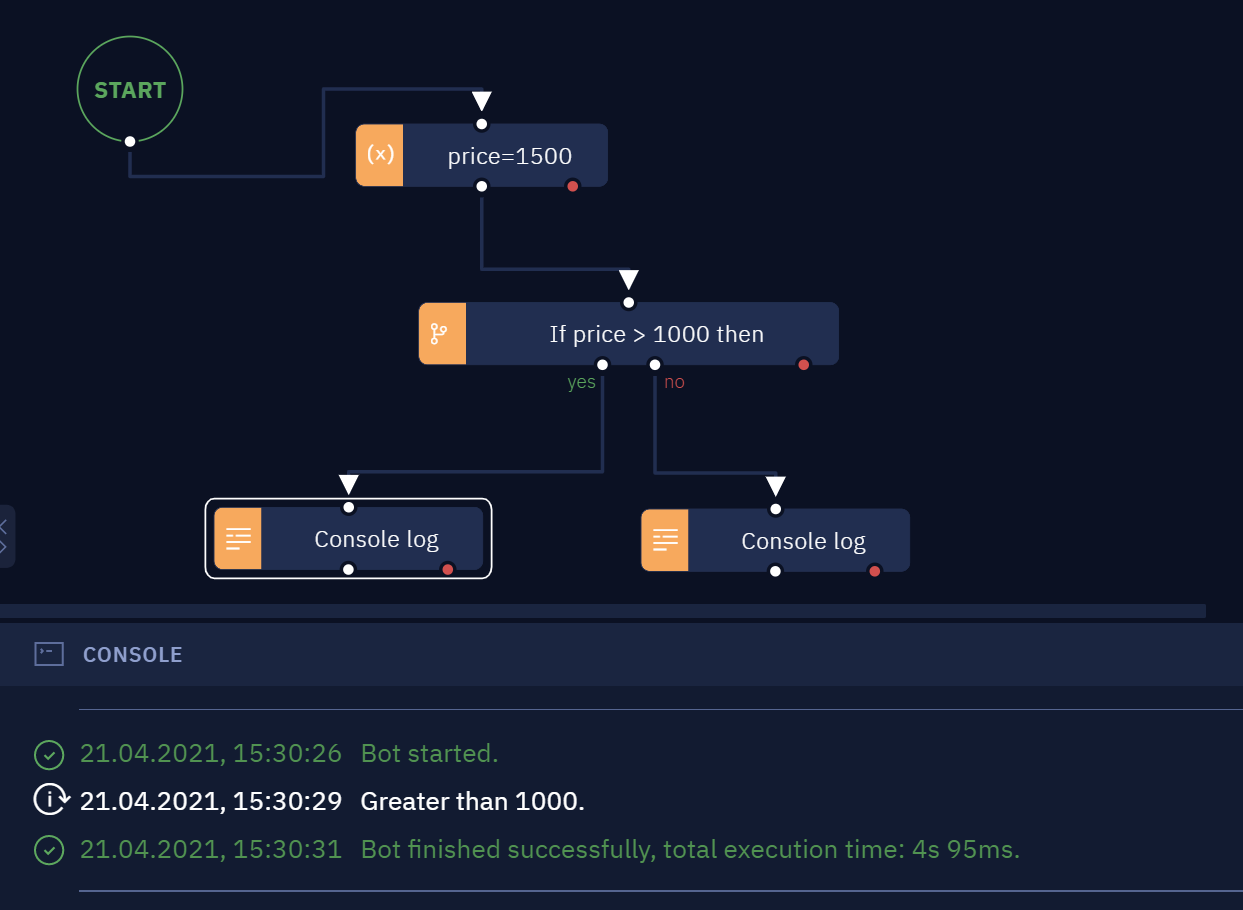 START
(x) price=1500
If price > 1000 then
yes no
Console log Console log
CONSOLE
21.04.2021, 15:30:26 Bot started.
21.04.2021, 15:30:29 Greater than 1000.
21.04.2021, 15:30:31 Bot finished successfully, total execution time: 4s 95ms.